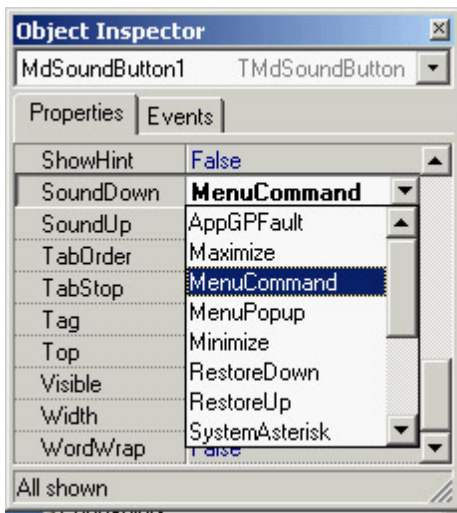 Object Inspector
MdSoundButton1 TMdSoundButton
Properties Events
ShowHint False
SoundDown MenuCommand
SoundUp AppGPFault
TabOrder Maximize
TabStop MenuCommand
Tag MenuPopup
Top Minimize
Visible RestoreDown
Width RestoreUp
WordWrap SystemAsterisk
False
All shown